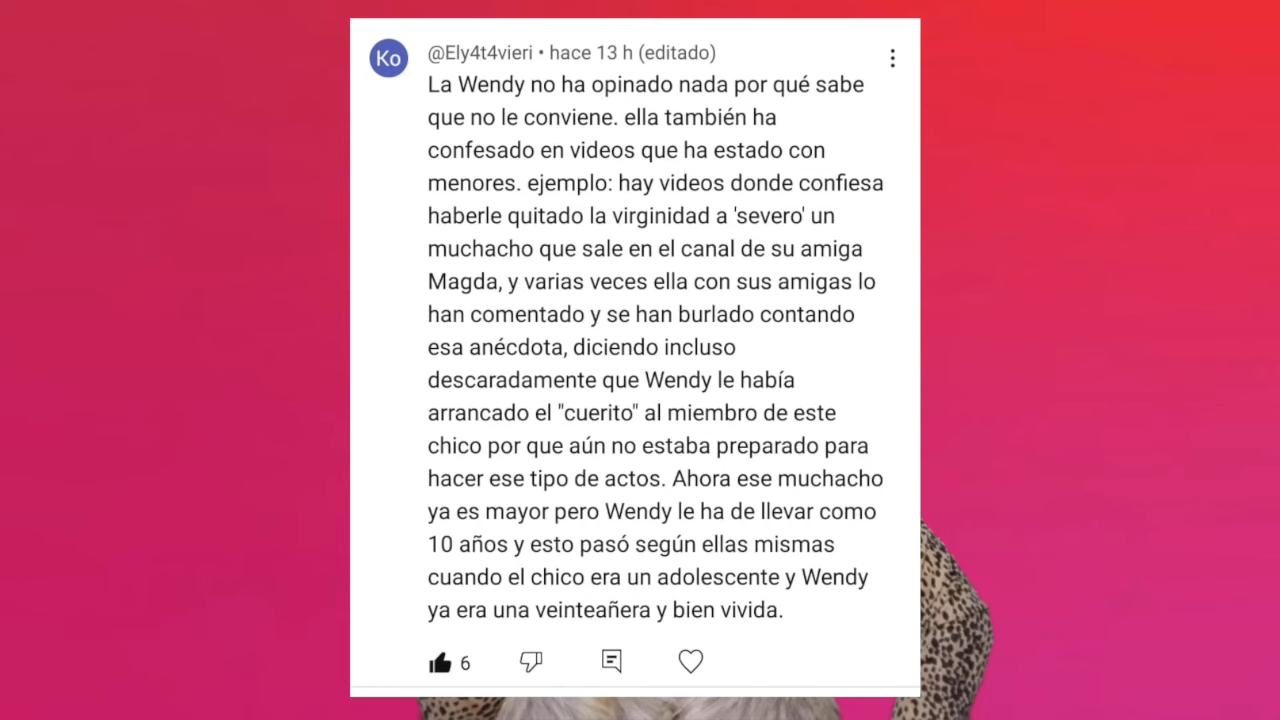 Ko
@Ely4t4vieri • hace 13 h (editado)
La Wendy no ha opinado nada por qué sabe
que no le conviene. ella también ha
confesado en videos que ha estado con
menores. ejemplo: hay videos donde confiesa
haberle quitado la virginidad a 'severo' un
muchacho que sale en el canal de su amiga
Magda, y varias veces ella con sus amigas lo
han comentado y se han burlado contando
esa anécdota, diciendo incluso
descaradamente que Wendy le había
arrancado el "cuerito" al miembro de este
chico por que aún no estaba preparado para
hacer ese tipo de actos. Ahora ese muchacho
ya es mayor pero Wendy le ha de llevar como
10 años y esto pasó según ellas mismas
cuando el chico era un adolescente y Wendy
ya era una veinteañera y bien vivida.
6